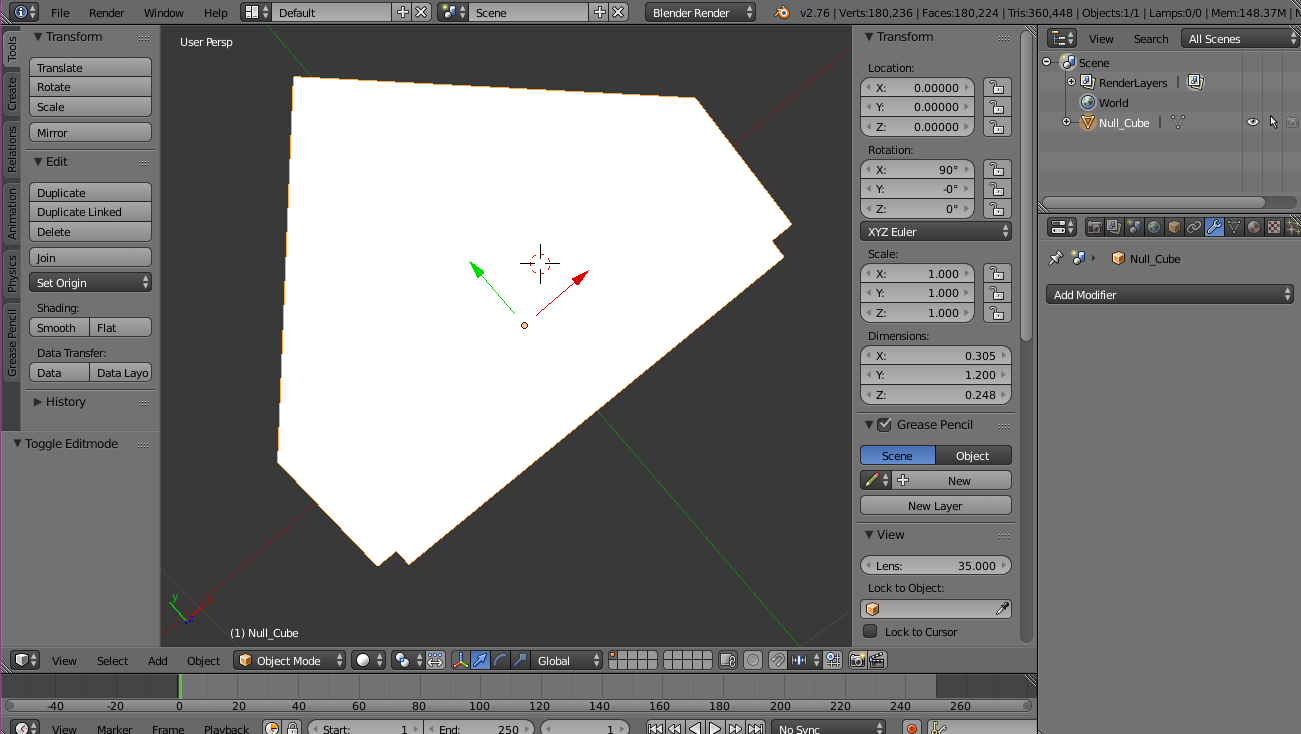 File Render Window Help Default Scene Blender Render v2.76 | Verts:180,236 | Faces:180,224 | Tris:360,448 | Objects:1/1 | Lamps:0/0 | Mem:148.37M | N
Tools
Create
Relations
Animation
Physics
Grease Pencil
Transform
Translate
Rotate
Scale
Mirror
Edit
Duplicate
Duplicate Linked
Delete
Join
Set Origin
Shading:
Smooth Flat
Data Transfer:
Data Data Layo
History
Toggle Editmode
User Persp
y
(1) Null_Cube
Transform
Location:
X: 0.00000
Y: 0.00000
Z: 0.00000
Rotation:
X: 90°
Y: -0°
Z: 0°
XYZ Euler
Scale:
X: 1.000
Y: 1.000
Z: 1.000
Dimensions:
X: 0.305
Y: 1.200
Z: 0.248
Grease Pencil
Scene Object
New
New Layer
View
Lens: 35.000
Lock to Object:
Lock to Cursor
View Search All Scenes
Scene
RenderLayers |
World
Null_Cube |
Null_Cube
Add Modifier
View Select Add Object Object Mode Global
-40 -20 0 20 40 60 80 100 120 140 160 180 200 220 240 260
View Marker Frame Playback Start: 1 End: 250 1 No Sync